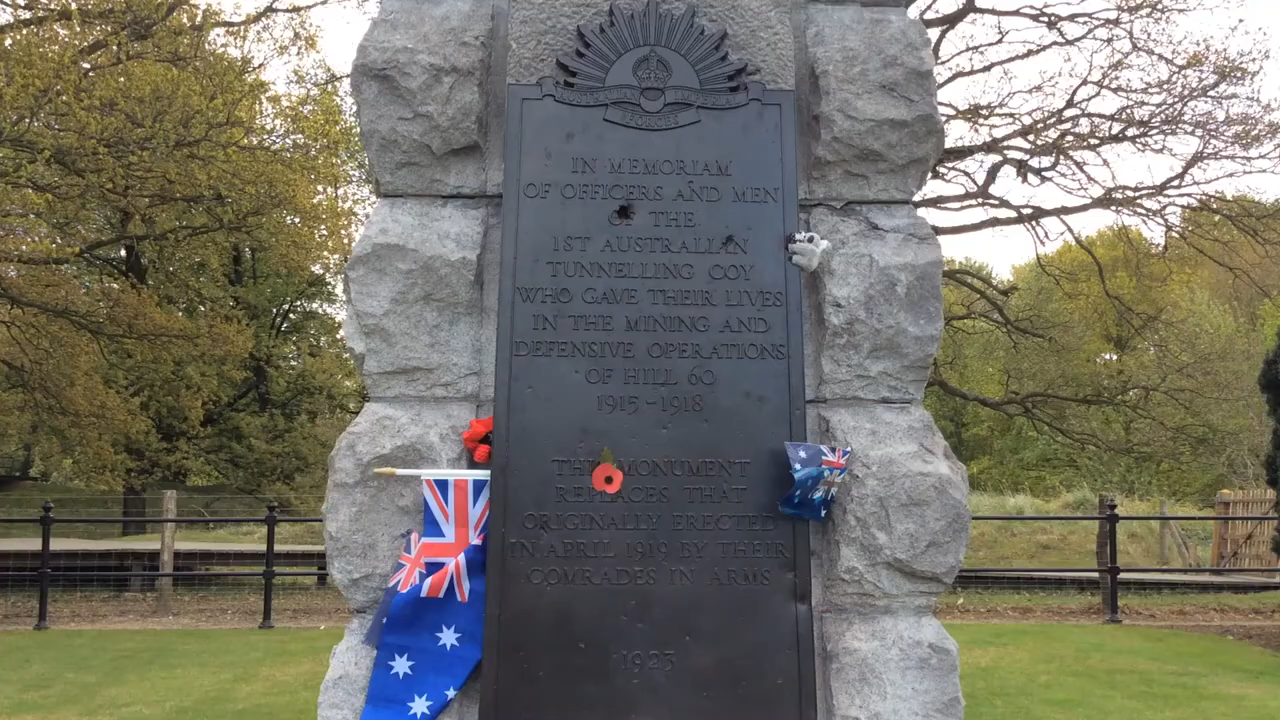 AUSTRALIAN IMPERIAL
FORCES
IN MEMORIAM
OF OFFICERS AND MEN
OF THE
1ST AUSTRALIAN
TUNNELLING COY
WHO GAVE THEIR LIVES
IN THE MINING AND
DEFENSIVE OPERATIONS
OF HILL 60
1915-1918
THIS MONUMENT
REPLACES THAT
ORIGINALLY ERECTED
IN APRIL 1919 BY THEIR
COMRADES IN ARMS
1923